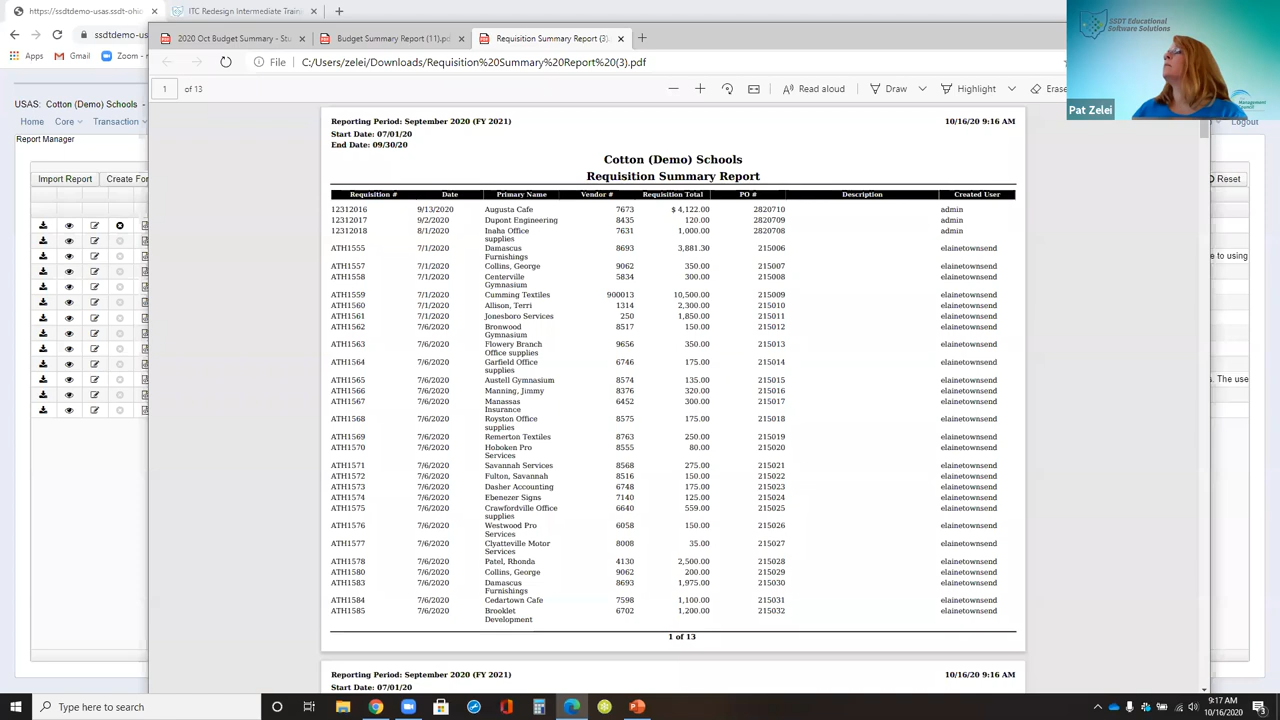 https://ssdtusas-ohio
ITC Redesign Intermediate Topics
ssdtusas-o
Apps
Gmail
Zoom -
USAS: Cotton (Demo) Schools
Home Core Transaction
Report Manager
Import Report Create For
Logout
Reset
e to using
s. The use
2020 Oct Budget Summary - Stu
Budget Summary Report (11).
Requisition Summary Report (3).
File C:/Users/zelei/Downloads/Requisition%20Summary%20Report%20(3).pdf
1 of 13
Read aloud Draw Highlight Erase
SSDT Educational
Software Solutions
Management
Council
Pat Zelei
Reporting Period: September 2020 (FY 2021) 10/16/20 9:16 AM
Start Date: 07/01/20
End Date: 09/30/20
Cotton (Demo) Schools
Requisition Summary Report
Requisition # Date Primary Name Vendor # Requisition Total PO # Description Created User
12312016 9/13/2020 Augusta Cafe 7673 $ 4,122.00 2820710 admin
12312017 9/2/2020 Dupont Engineering 8435 120.00 2820709 admin
12312018 8/1/2020 Inaha Office 7631 1,000.00 2820708 admin
supplies
ATH1555 7/1/2020 Damascus 8693 3,881.30 215006 elainetownsend
Furnishings
ATH1557 7/1/2020 Collins, George 9062 350.00 215007 elainetownsend
ATH1558 7/1/2020 Centerville 5834 300.00 215008 elainetownsend
Gymnasium
ATH1559 7/1/2020 Cumming Textiles 900013 10,500.00 215009 elainetownsend
ATH1560 7/1/2020 Allison, Terri 1314 2,300.00 215010 elainetownsend
ATH1561 7/1/2020 Jonesboro Services 250 1,850.00 215011 elainetownsend
ATH1562 7/6/2020 Bronwood 8517 150.00 215012 elainetownsend
Gymnasium
ATH1563 7/6/2020 Flowery Branch 9656 350.00 215013 elainetownsend
Office supplies
ATH1564 7/6/2020 Garfield Office 6746 175.00 215014 elainetownsend
supplies
ATH1565 7/6/2020 Austell Gymnasium 8574 135.00 215015 elainetownsend
ATH1566 7/6/2020 Manning, Jimmy 8376 320.00 215016 elainetownsend
ATH1567 7/6/2020 Manassas 6452 300.00 215017 elainetownsend
Insurance
ATH1568 7/6/2020 Royston Office 8575 175.00 215018 elainetownsend
supplies
ATH1569 7/6/2020 Remerton Textiles 8763 250.00 215019 elainetownsend
ATH1570 7/6/2020 Hoboken Pro 8555 80.00 215020 elainetownsend
Services
ATH1571 7/6/2020 Savannah Services 8568 275.00 215021 elainetownsend
ATH1572 7/6/2020 Fulton, Savannah 8516 150.00 215022 elainetownsend
ATH1573 7/6/2020 Dasher Accounting 6748 175.00 215023 elainetownsend
ATH1574 7/6/2020 Ebenezer Signs 7140 125.00 215024 elainetownsend
ATH1575 7/6/2020 Crawfordville Office 6640 559.00 215025 elainetownsend
supplies
ATH1576 7/6/2020 Westwood Pro 6058 150.00 215026 elainetownsend
Services
ATH1577 7/6/2020 Clyatteville Motor 8008 35.00 215027 elainetownsend
Services
ATH1578 7/6/2020 Patel, Rhonda 4130 2,500.00 215028 elainetownsend
ATH1580 7/6/2020 Collins, George 9062 200.00 215029 elainetownsend
ATH1583 7/6/2020 Damascus 8693 1,975.00 215030 elainetownsend
Furnishings
ATH1584 7/6/2020 Cedartown Cafe 7598 1,100.00 215031 elainetownsend
ATH1585 7/6/2020 Brooklet 6702 1,200.00 215032 elainetownsend
Development
1 of 13
Reporting Period: September 2020 (FY 2021) 10/16/20 9:16 AM
Start Date: 07/01/20
Type here to search
9:17 AM
10/16/2020
3